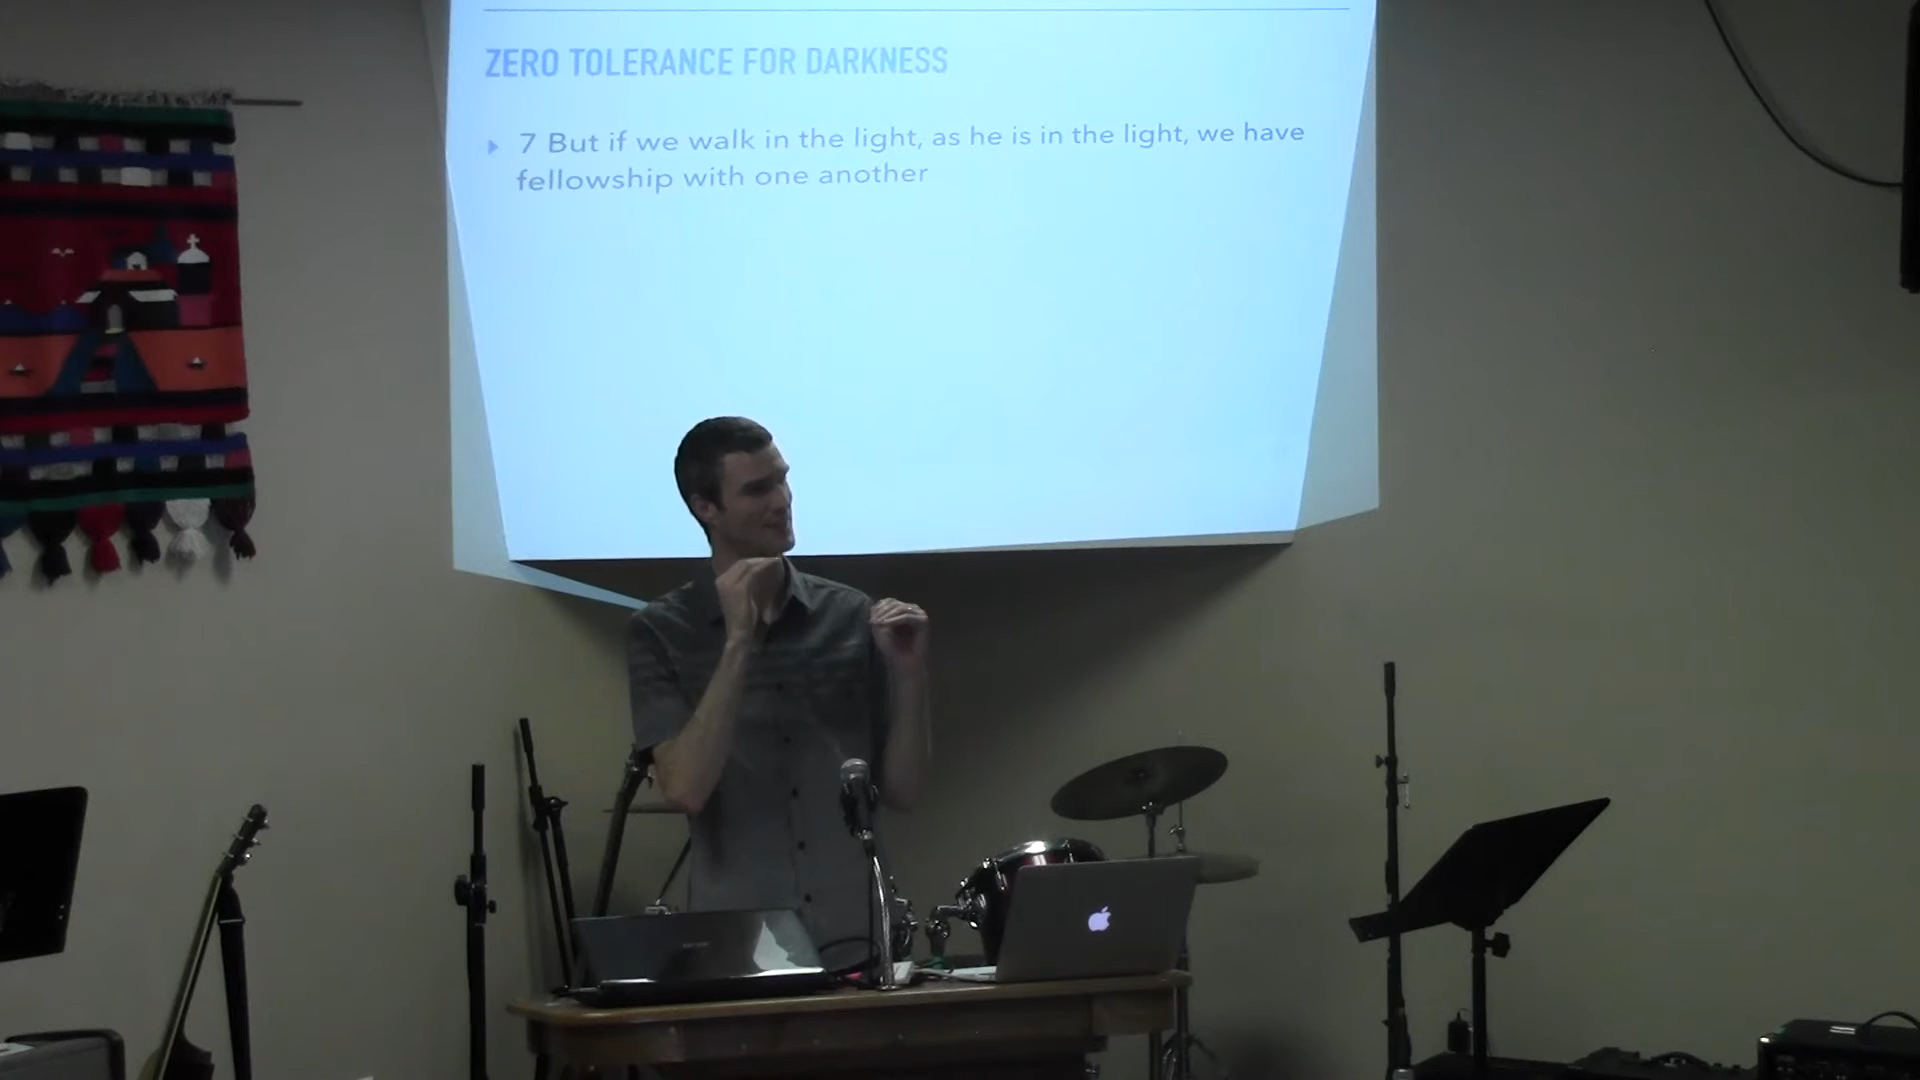 ZERO TOLERANCE FOR DARKNESS
7 But if we walk in the light, as he is in the light, we have
fellowship with one another